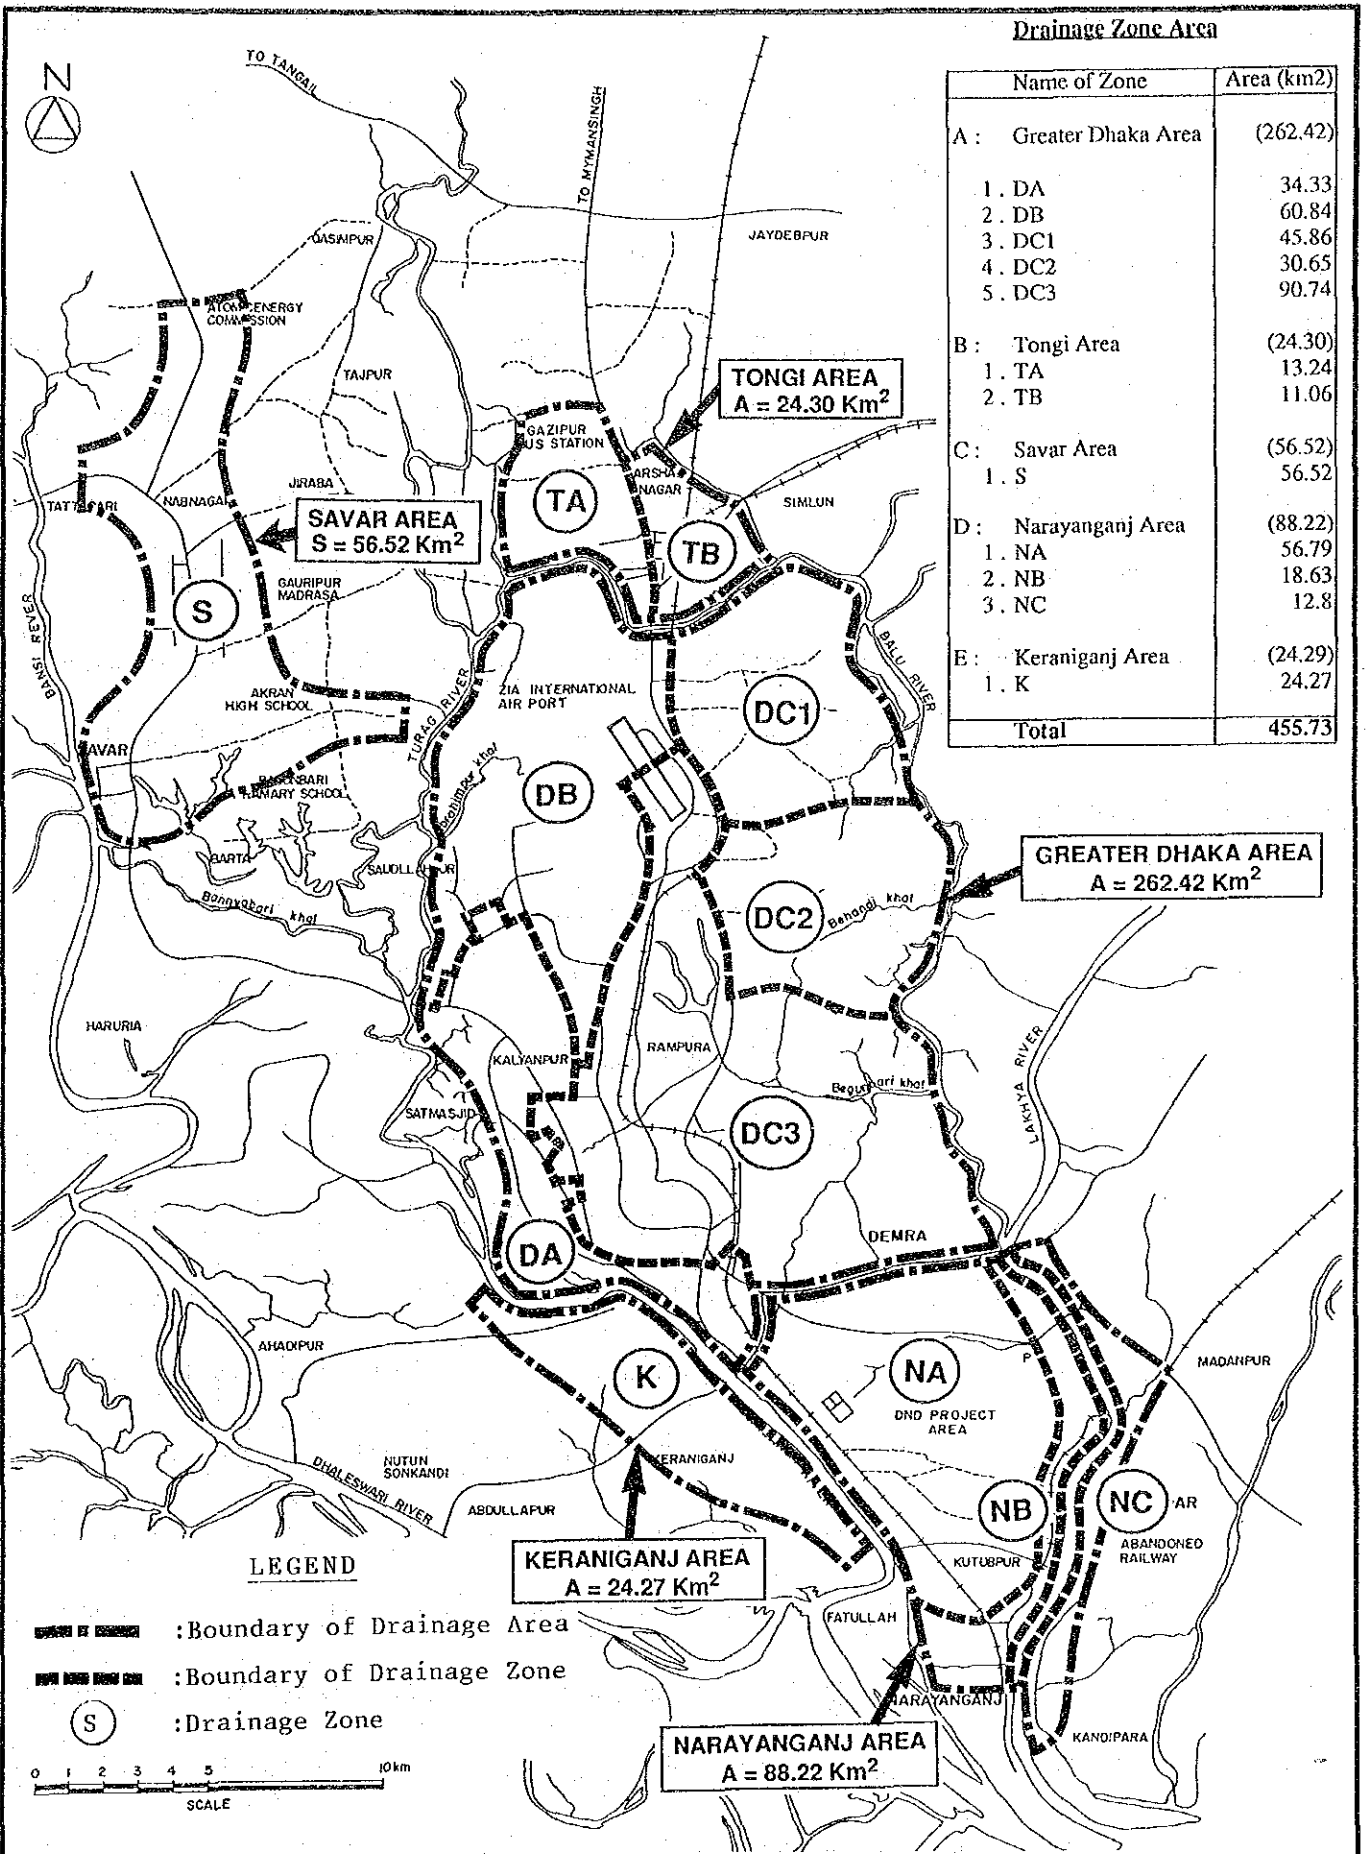 Drainage Zone Area
Name of Zone Area (km2)
A : Greater Dhaka Area (262.42)
1 . DA 34.33
2 . DB 60.84
3 . DC1 45.86
4 . DC2 30.65
5 . DC3 90.74
B : Tongi Area (24.30)
1. TA 13.24
2 . TB 11.06
C : Savar Area (56.52)
1 . S 56.52
D : Narayanganj Area (88.22)
1. NA 56.79
2. NB 18.63
3. NC 12.8
E : Keraniganj Area (24.29)
1. K 24.27
Total 455.73
N
TO TANGAIL
TO MYMANSINGH
QASIMPUR
JAYDEBPUR
ATOMIC ENERGY
COMMISSION
TAJPUR
TONGI AREA
A = 24.30 Km²
GAZIPUR
US STATION
ARSHA
NAGAR
SIMLUN
TA
TB
JIRABA
NABNAGA
SAVAR AREA
S = 56.52 Km²
GAURIPUR
MADRASA
S
BANSI RIVER
BALU RIVER
TURAG RIVER
ZIA INTERNATIONAL
AIR PORT
AKRAN
HIGH SCHOOL
DC1
AVAR
DB
BARTA
Bannyabari khal
DC2
Behandi khal
GREATER DHAKA AREA
A = 262.42 Km²
HARURIA
KALYANPUR
RAMPURA
LAKHYA RIVER
SATMASJID
DC3
DEMRA
DA
AHADIPUR
K
NA
P
MADANPUR
DND PROJECT
AREA
NUTUN
SONKANDI
DHALESWARI RIVER
KERANIGANJ
ABDULLAPUR
NB
NC
AR
ABANDONED
RAILWAY
KERANIGANJ AREA
A = 24.27 Km²
KUTUBPUR
FATULLAH
NARAYANGANJ
NARAYANGANJ AREA
A = 88.22 Km²
KANDIPARA
LEGEND
:Boundary of Drainage Area
:Boundary of Drainage Zone
S :Drainage Zone
0 1 2 3 4 5 10 km
SCALE